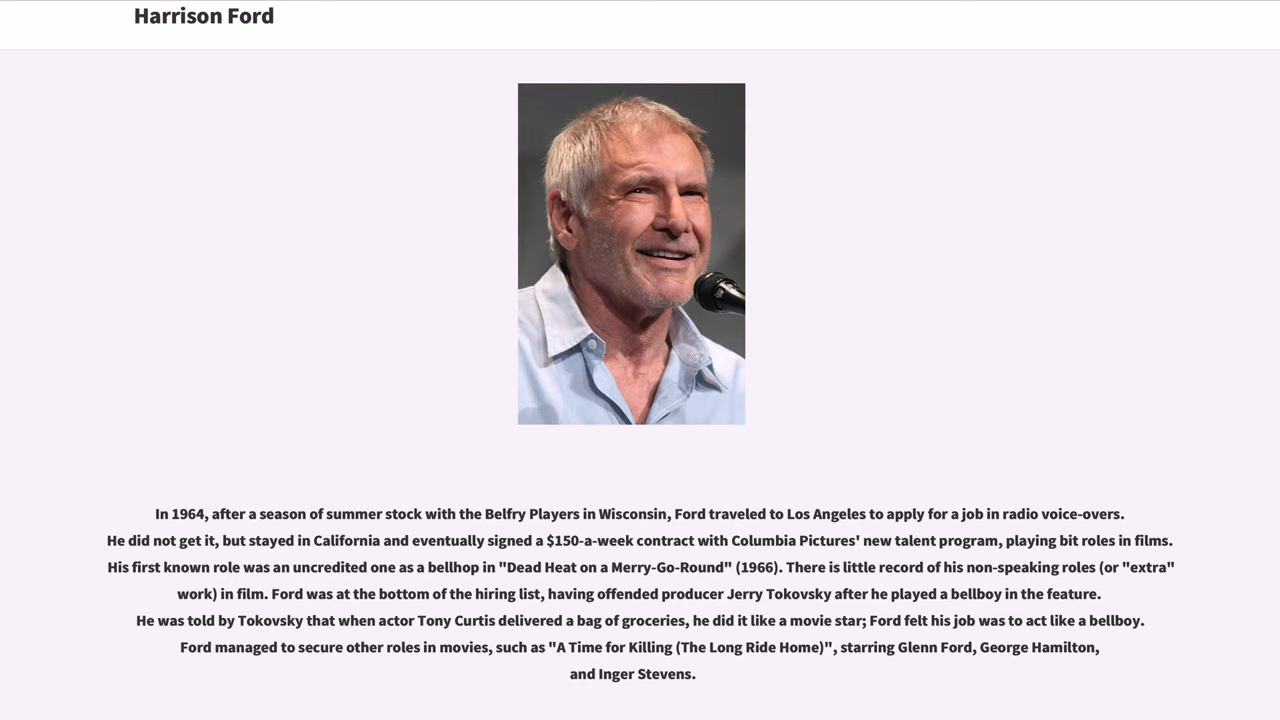 Harrison Ford
In 1964, after a season of summer stock with the Belfry Players in Wisconsin, Ford traveled to Los Angeles to apply for a job in radio voice-overs.
He did not get it, but stayed in California and eventually signed a $150-a-week contract with Columbia Pictures' new talent program, playing bit roles in films.
His first known role was an uncredited one as a bellhop in "Dead Heat on a Merry-Go-Round" (1966). There is little record of his non-speaking roles (or "extra"
work) in film. Ford was at the bottom of the hiring list, having offended producer Jerry Tokovsky after he played a bellboy in the feature.
He was told by Tokovsky that when actor Tony Curtis delivered a bag of groceries, he did it like a movie star; Ford felt his job was to act like a bellboy.
Ford managed to secure other roles in movies, such as "A Time for Killing (The Long Ride Home)", starring Glenn Ford, George Hamilton,
and Inger Stevens.